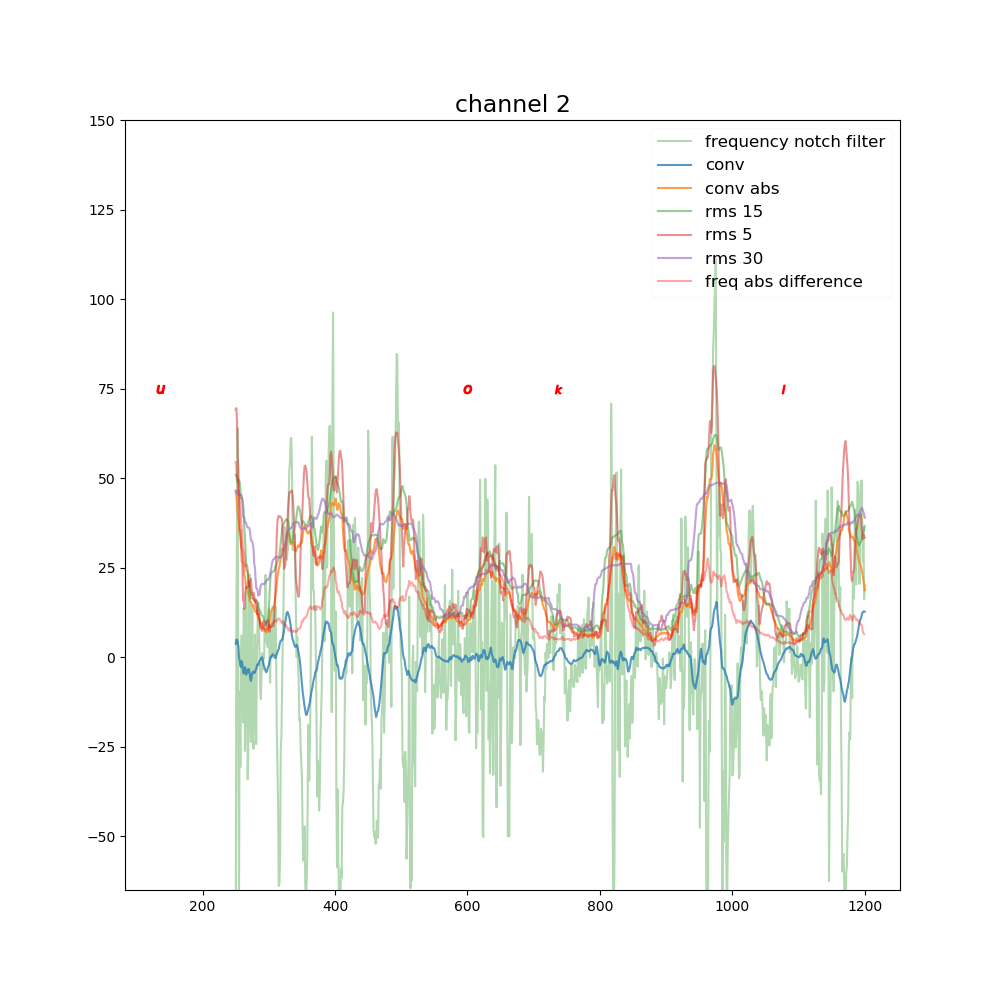 channel 2
150
125
100
75
50
25
0
−25
−50
frequency notch filter
conv
conv abs
rms 15
rms 5
rms 30
freq abs difference
u o k l
200 400 600 800 1000 1200